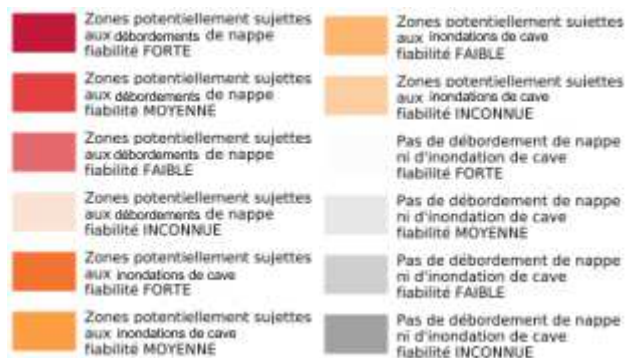 Zones potentiellement sujettes
aux débordements de nappe
fiabilité FORTE
Zones potentiellement sujettes
aux débordements de nappe
fiabilité MOYENNE
Zones potentiellement sujettes
aux débordements de nappe
fiabilité FAIBLE
Zones potentiellement sujettes
aux débordements de nappe
fiabilité INCONNUE
Zones potentiellement sujettes
aux inondations de cave
fiabilité FORTE
Zones potentiellement sujettes
aux inondations de cave
fiabilité MOYENNE
Zones potentiellement sujettes
aux inondations de cave
fiabilité FAIBLE
Zones potentiellement sujettes
aux inondations de cave
fiabilité INCONNUE
Pas de débordement de nappe
ni d'inondation de cave
fiabilité FORTE
Pas de débordement de nappe
ni d'inondation de cave
fiabilité MOYENNE
Pas de débordement de nappe
ni d'inondation de cave
fiabilité FAIBLE
Pas de débordement de nappe
ni d'inondation de cave
fiabilité INCONNUE